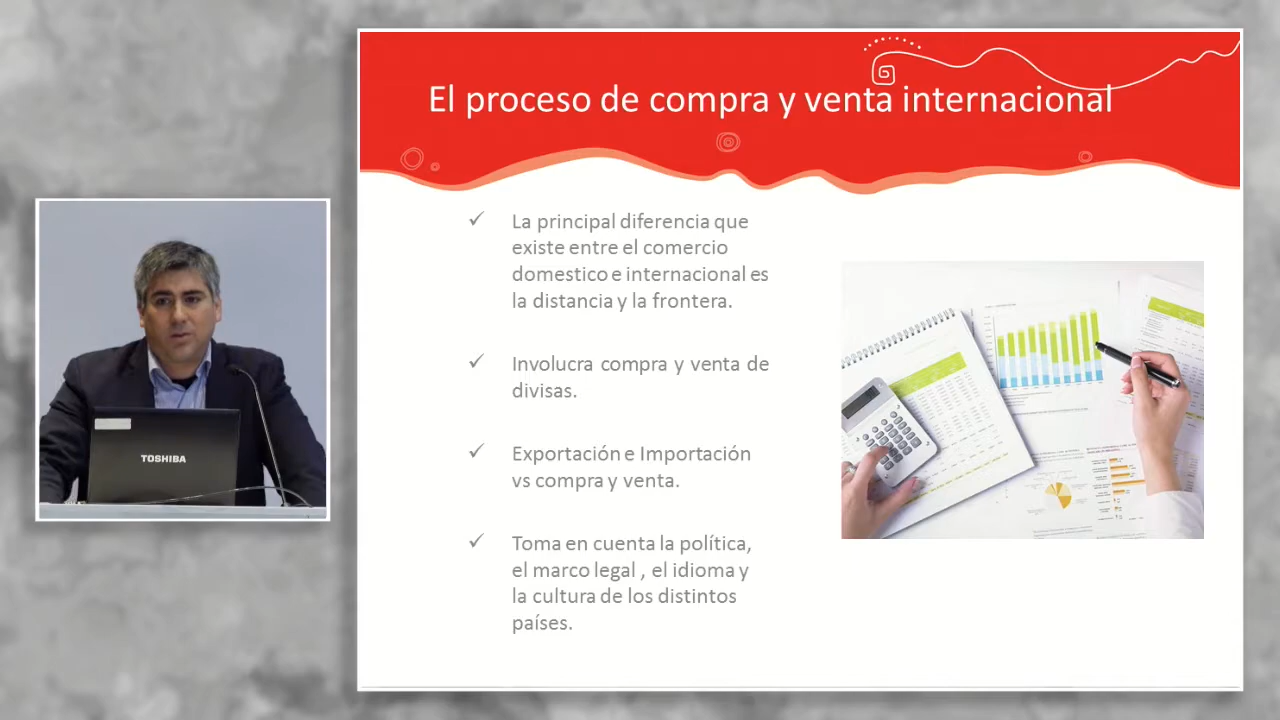 El proceso de compra y venta internacional
La principal diferencia que
existe entre el comercio
domestico e internacional es
la distancia y la frontera.
Involucra compra y venta de
divisas.
Exportación e Importación
vs compra y venta.
Toma en cuenta la política,
el marco legal , el idioma y
la cultura de los distintos
países.
TOSHIBA